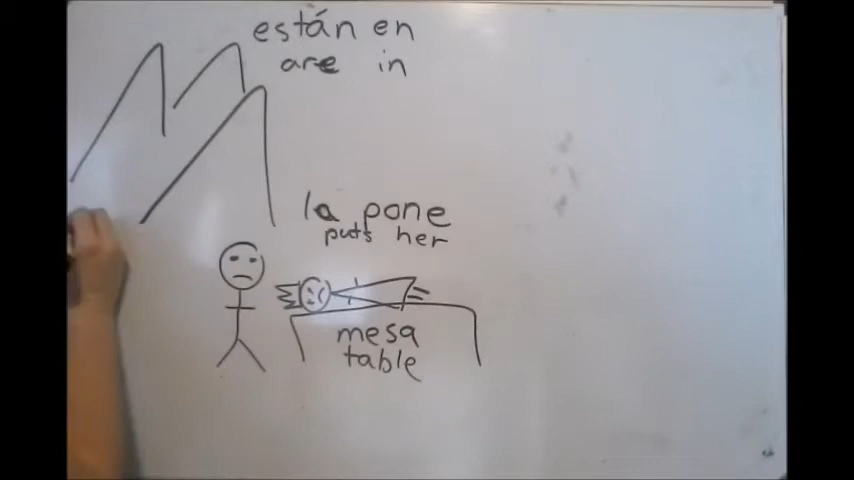 están en
are in
la pone
puts her
mesa
table